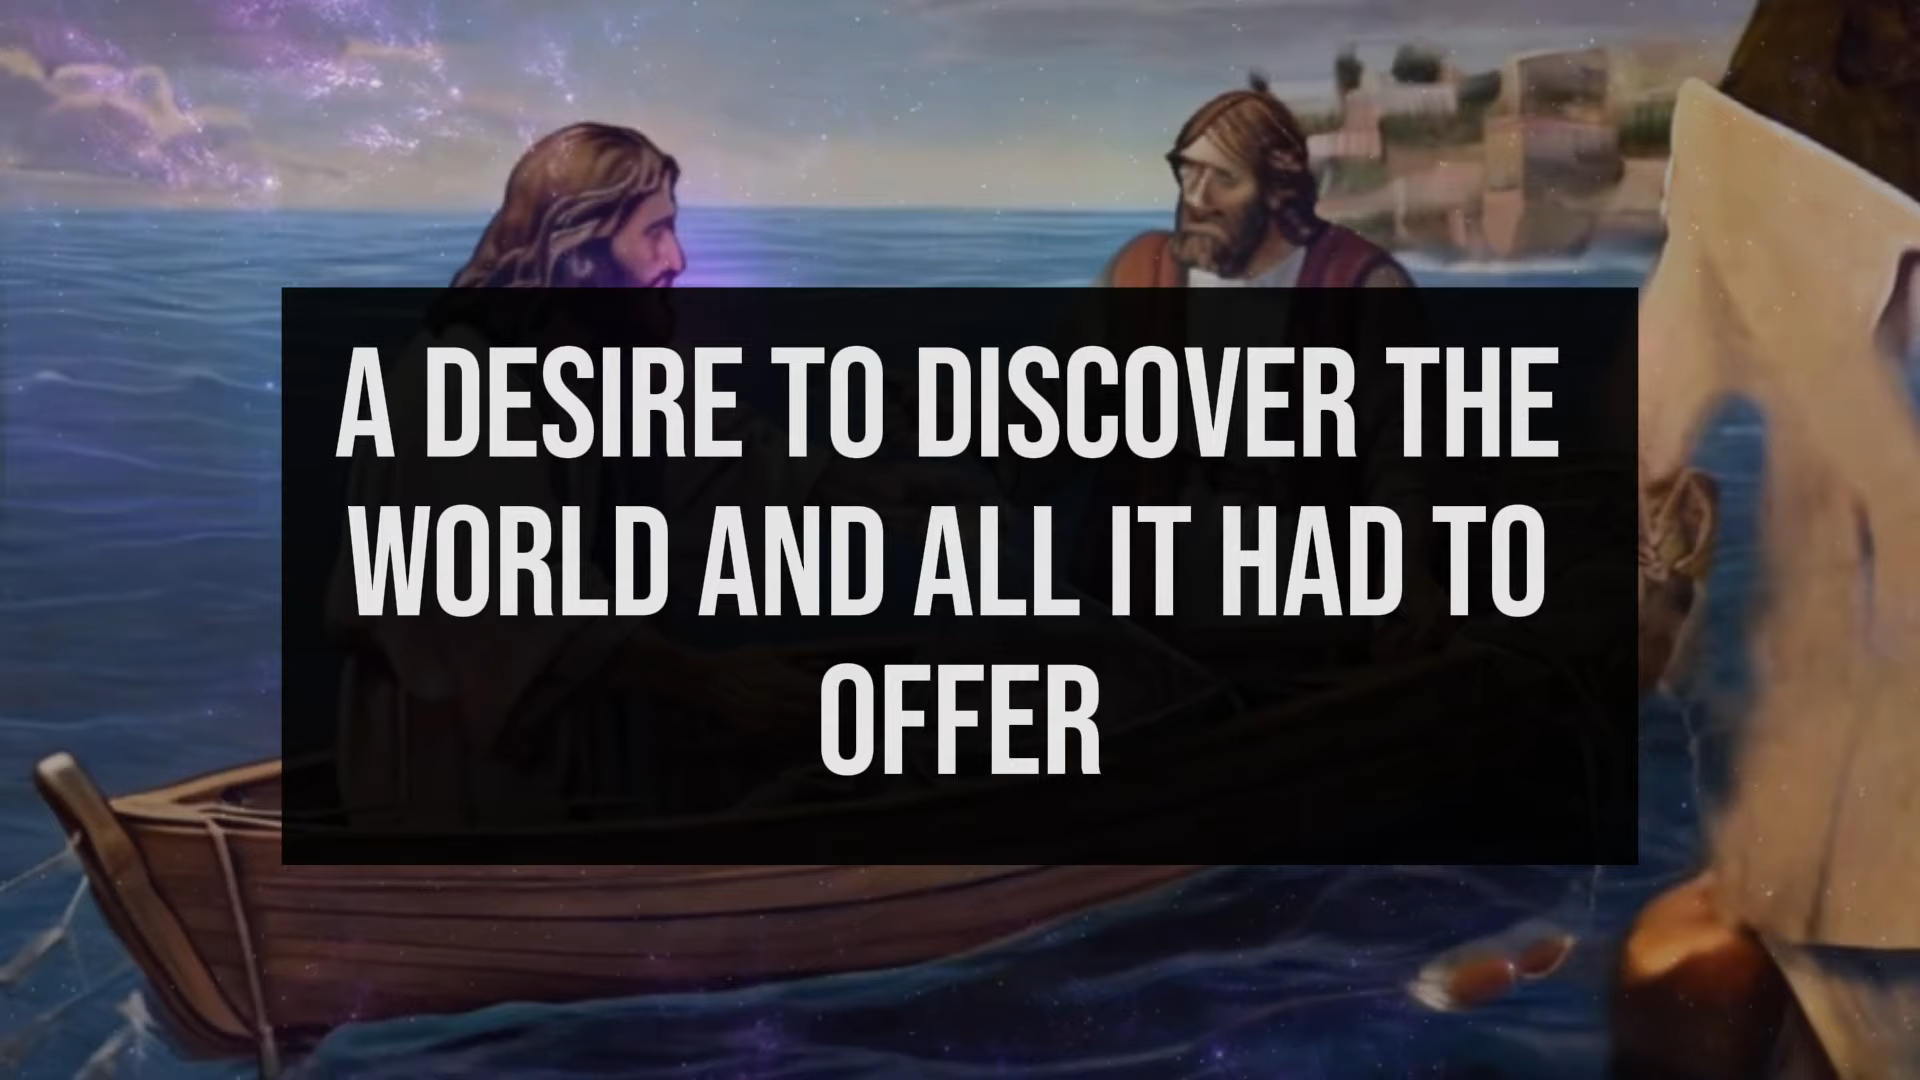 A DESIRE TO DISCOVER THE
WORLD AND ALL IT HAD TO
OFFER